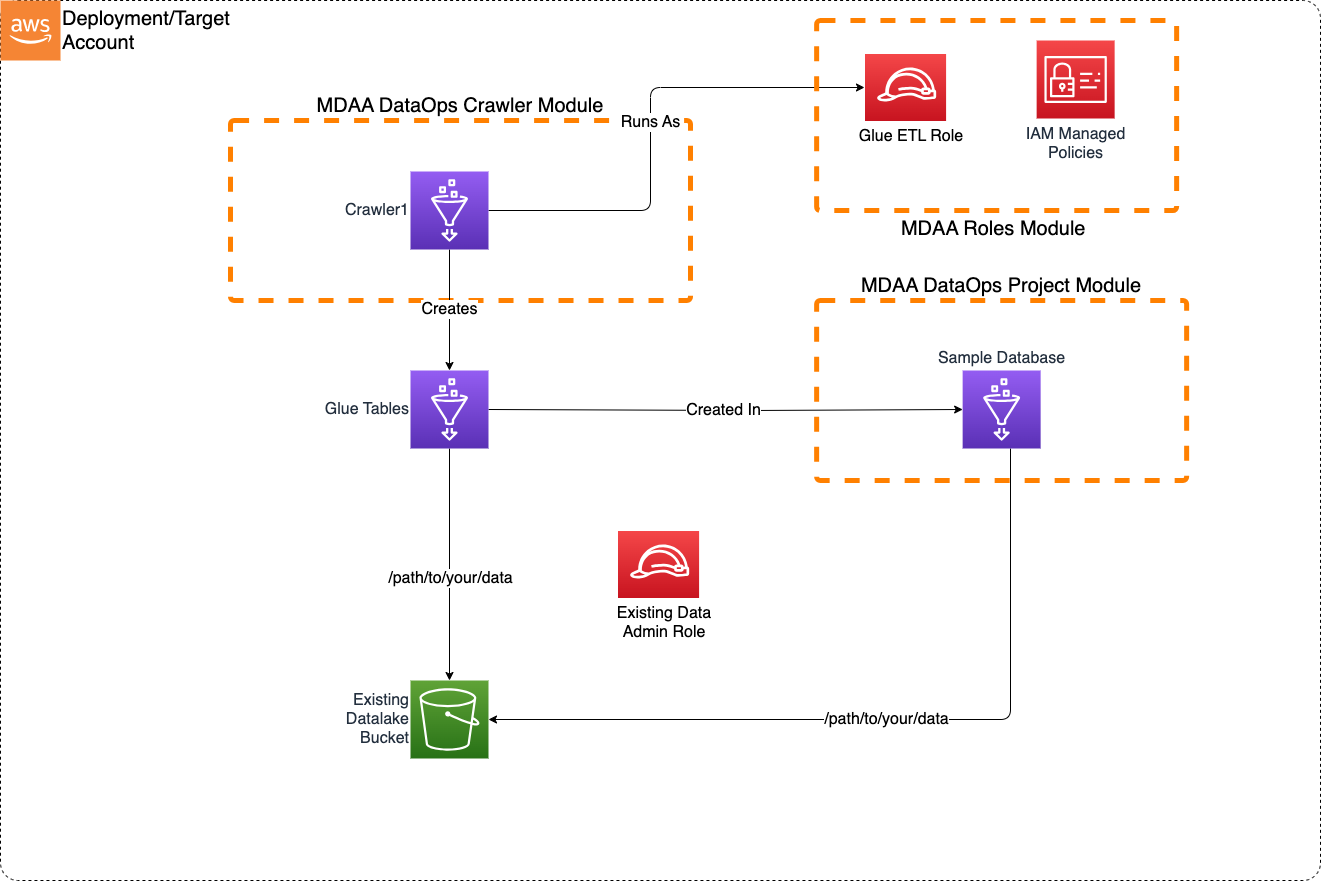 aws
Deployment/Target
Account
MDAA DataOps Crawler Module
Runs As
Glue ETL Role
IAM Managed
Policies
MDAA Roles Module
Crawler1
Creates
MDAA DataOps Project Module
Sample Database
Glue Tables
Created In
/path/to/your/data
Existing Data
Admin Role
Existing
Datalake
Bucket
/path/to/your/data